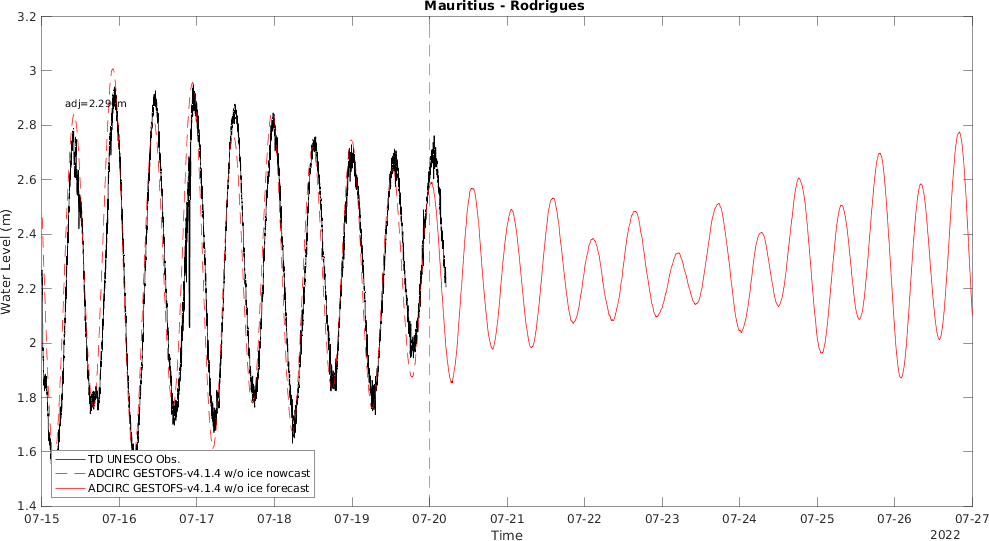 Mauritius - Rodrigues
3.2
3
2.8
2.6
2.4
2.2
2
1.8
1.6
1.4
Water Level (m)
adj=2.29 m
TD UNESCO Obs.
ADCIRC GESTOFS-v4.1.4 w/o ice nowcast
ADCIRC GESTOFS-v4.1.4 w/o ice forecast
07-15 07-16 07-17 07-18 07-19 07-20 07-21 07-22 07-23 07-24 07-25 07-26 07-27
Time
2022